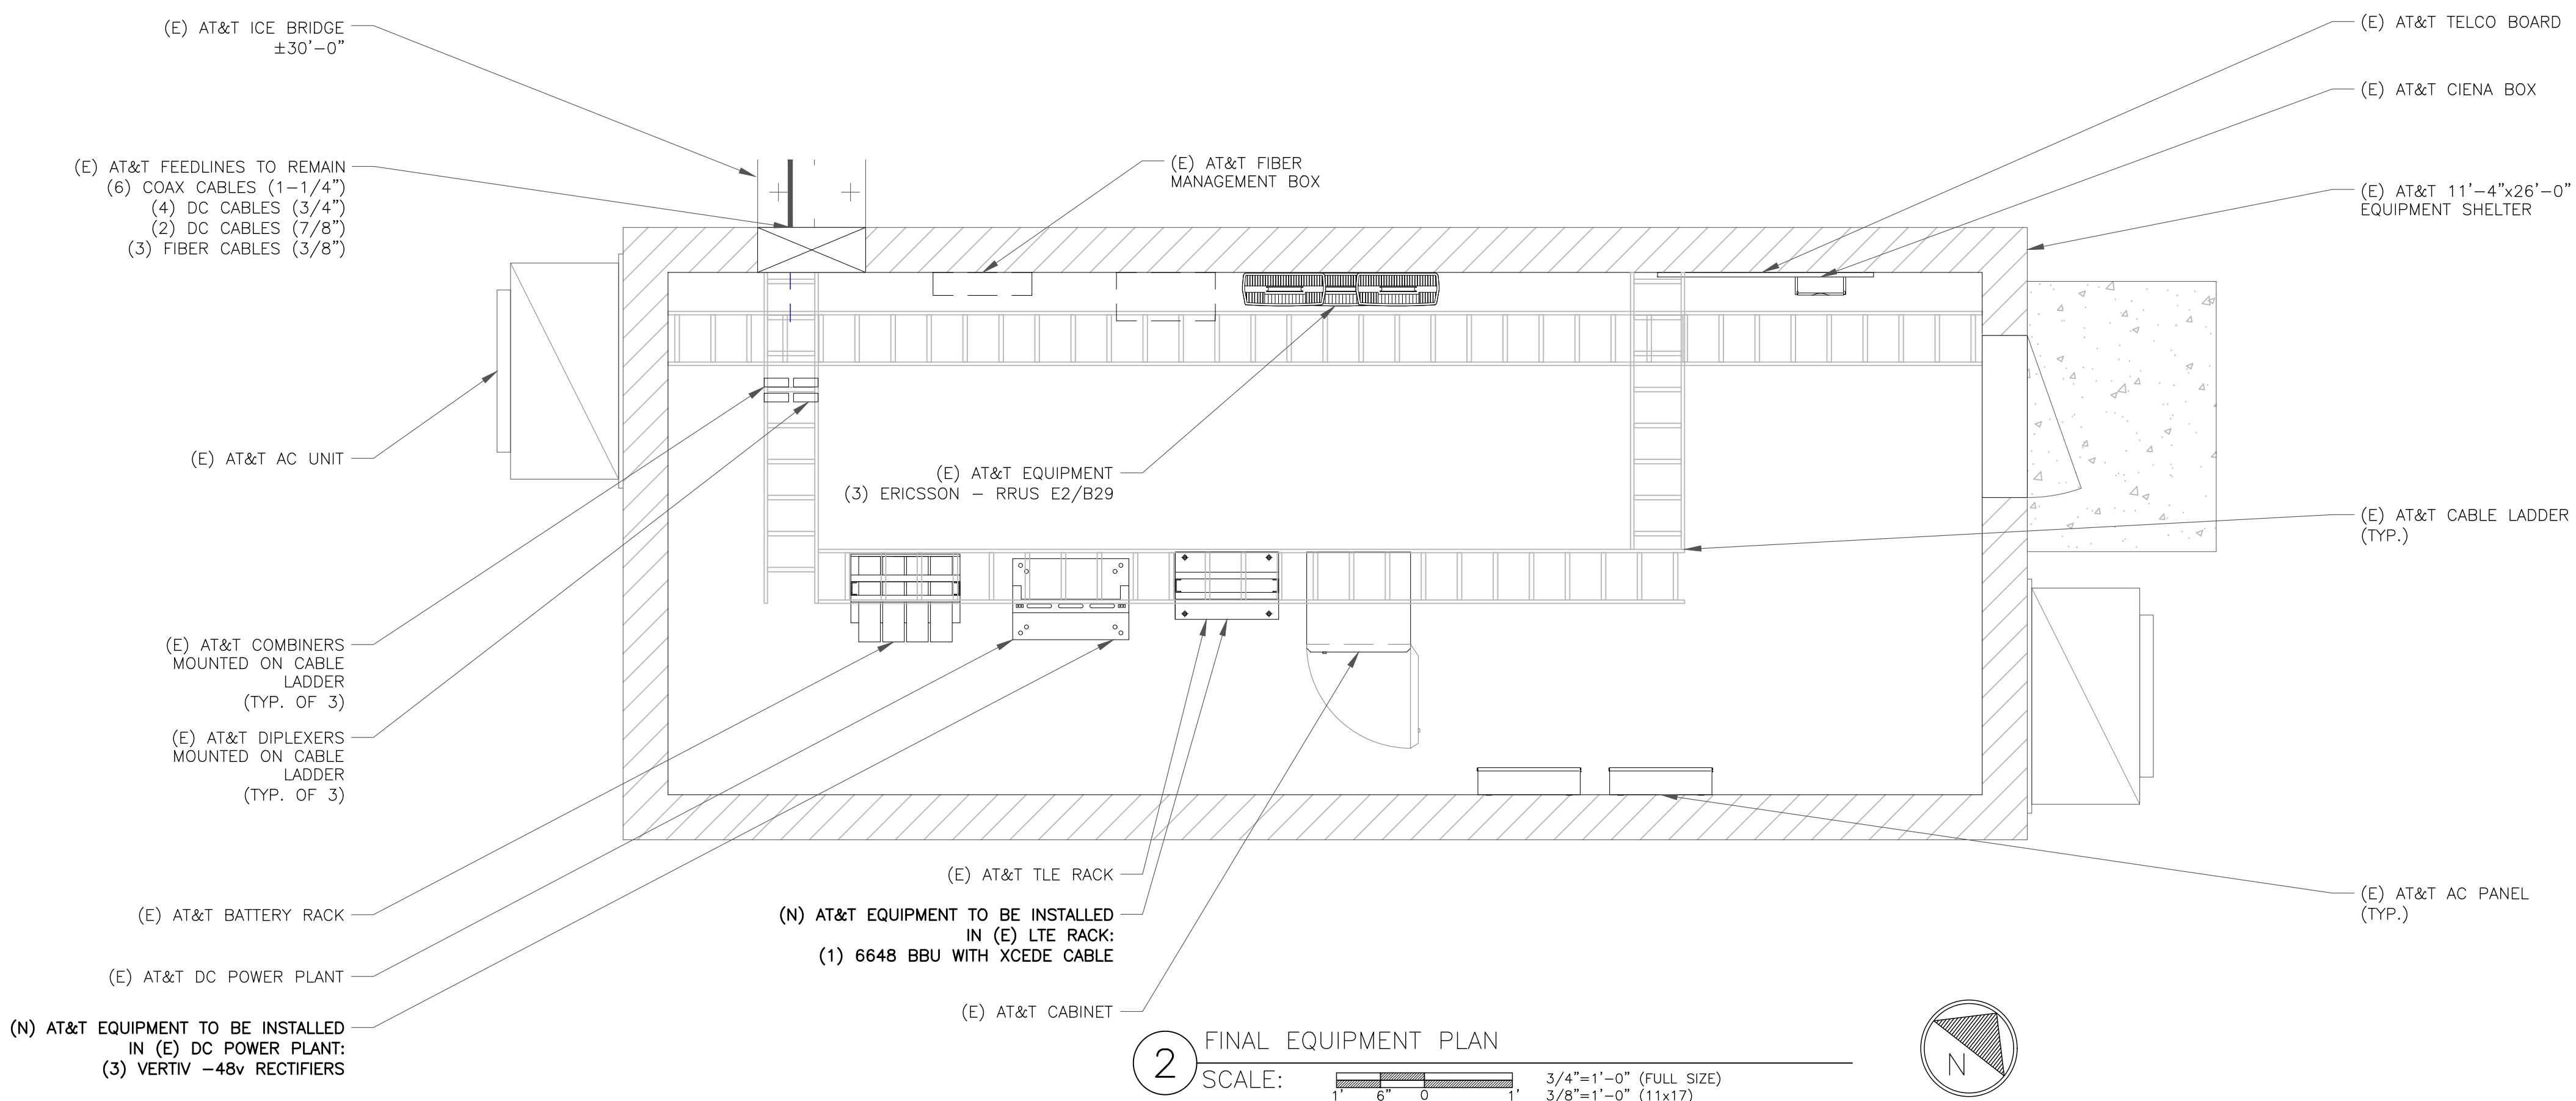 (E) AT&T ICE BRIDGE
±30'-0"
(E) AT&T FEEDLINES TO REMAIN
(6) COAX CABLES (1-1/4")
(4) DC CABLES (3/4")
(2) DC CABLES (7/8")
(3) FIBER CABLES (3/8")
(E) AT&T AC UNIT
(E) AT&T COMBINERS
MOUNTED ON CABLE
LADDER
(TYP. OF 3)
(E) AT&T DIPLEXERS
MOUNTED ON CABLE
LADDER
(TYP. OF 3)
(E) AT&T BATTERY RACK
(E) AT&T DC POWER PLANT
(N) AT&T EQUIPMENT TO BE INSTALLED
IN (E) DC POWER PLANT:
(3) VERTIV -48v RECTIFIERS
(E) AT&T FIBER
MANAGEMENT BOX
(E) AT&T EQUIPMENT
(3) ERICSSON - RRUS E2/B29
(E) AT&T TLE RACK
(N) AT&T EQUIPMENT TO BE INSTALLED
IN (E) LTE RACK:
(1) 6648 BBU WITH XCEDE CABLE
(E) AT&T CABINET
(E) AT&T TELCO BOARD
(E) AT&T CIENA BOX
(E) AT&T 11'-4"x26'-0"
EQUIPMENT SHELTER
(E) AT&T CABLE LADDER
(TYP.)
(E) AT&T AC PANEL
(TYP.)
2
FINAL EQUIPMENT PLAN
SCALE:
1' 6" 0 1'
3/4"=1'-0" (FULL SIZE)
3/8"=1'-0" (11x17)
N